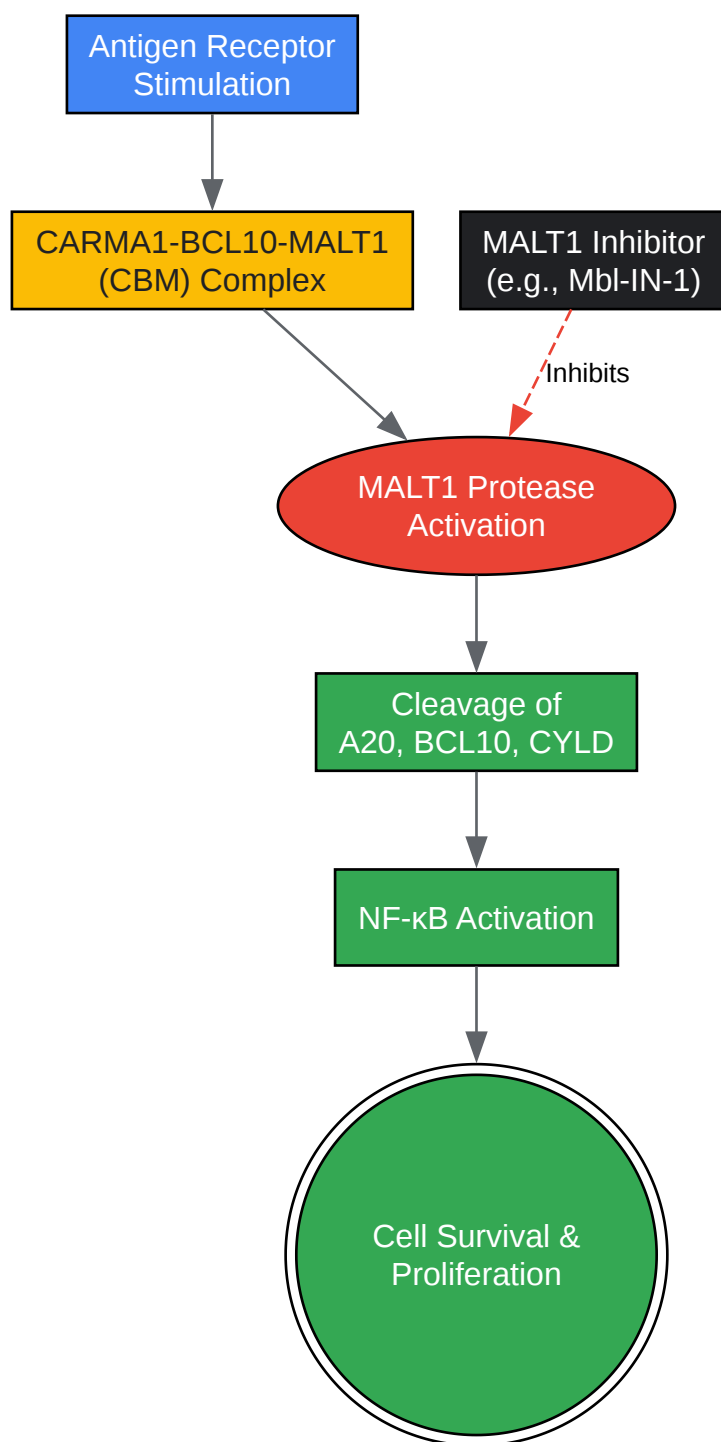 Antigen Receptor
Stimulation
CARMA1-BCL10-MALT1
(CBM) Complex
MALT1 Inhibitor
(e.g., Mbl-IN-1)
Inhibits
MALT1 Protease
Activation
Cleavage of
A20, BCL10, CYLD
NF-κB Activation
Cell Survival &
Proliferation